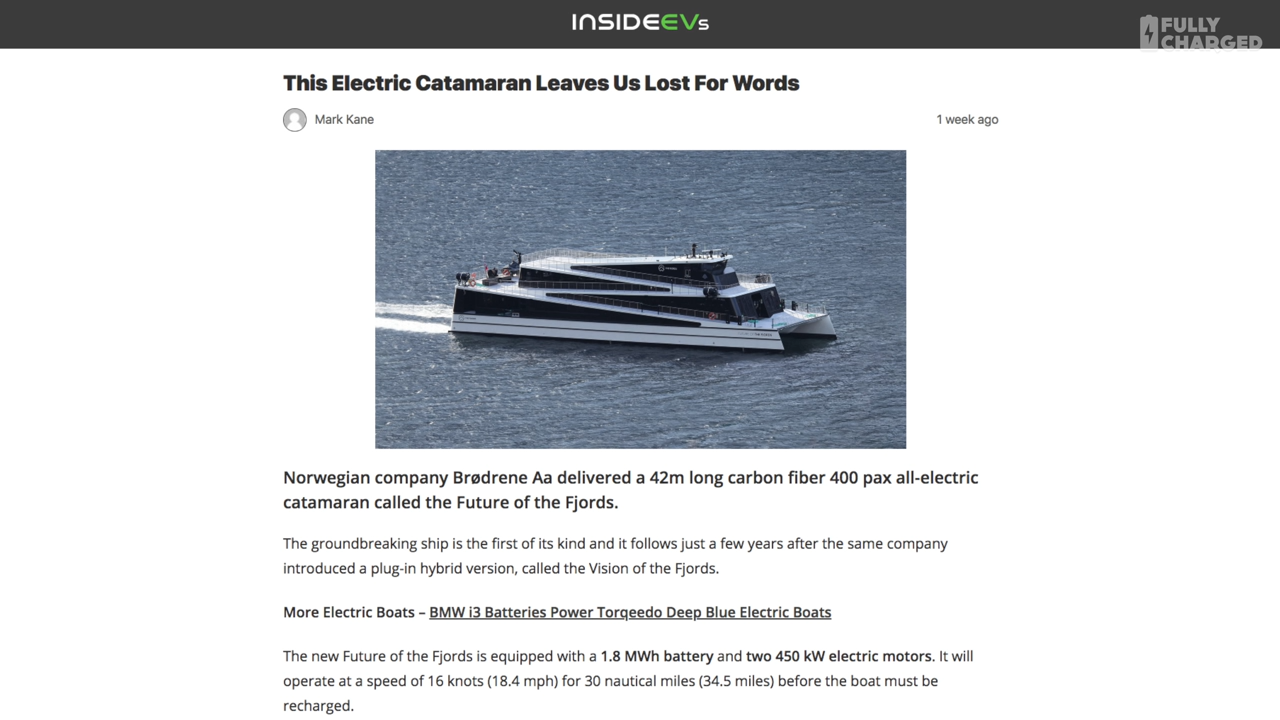 INSIDEEVs
FULLY
CHARGED
This Electric Catamaran Leaves Us Lost For Words
Mark Kane
1 week ago
Norwegian company Brødrene Aa delivered a 42m long carbon fiber 400 pax all-electric
catamaran called the Future of the Fjords.
The groundbreaking ship is the first of its kind and it follows just a few years after the same company
introduced a plug-in hybrid version, called the Vision of the Fjords.
More Electric Boats – BMW i3 Batteries Power Torqeedo Deep Blue Electric Boats
The new Future of the Fjords is equipped with a 1.8 MWh battery and two 450 kW electric motors. It will
operate at a speed of 16 knots (18.4 mph) for 30 nautical miles (34.5 miles) before the boat must be
recharged.